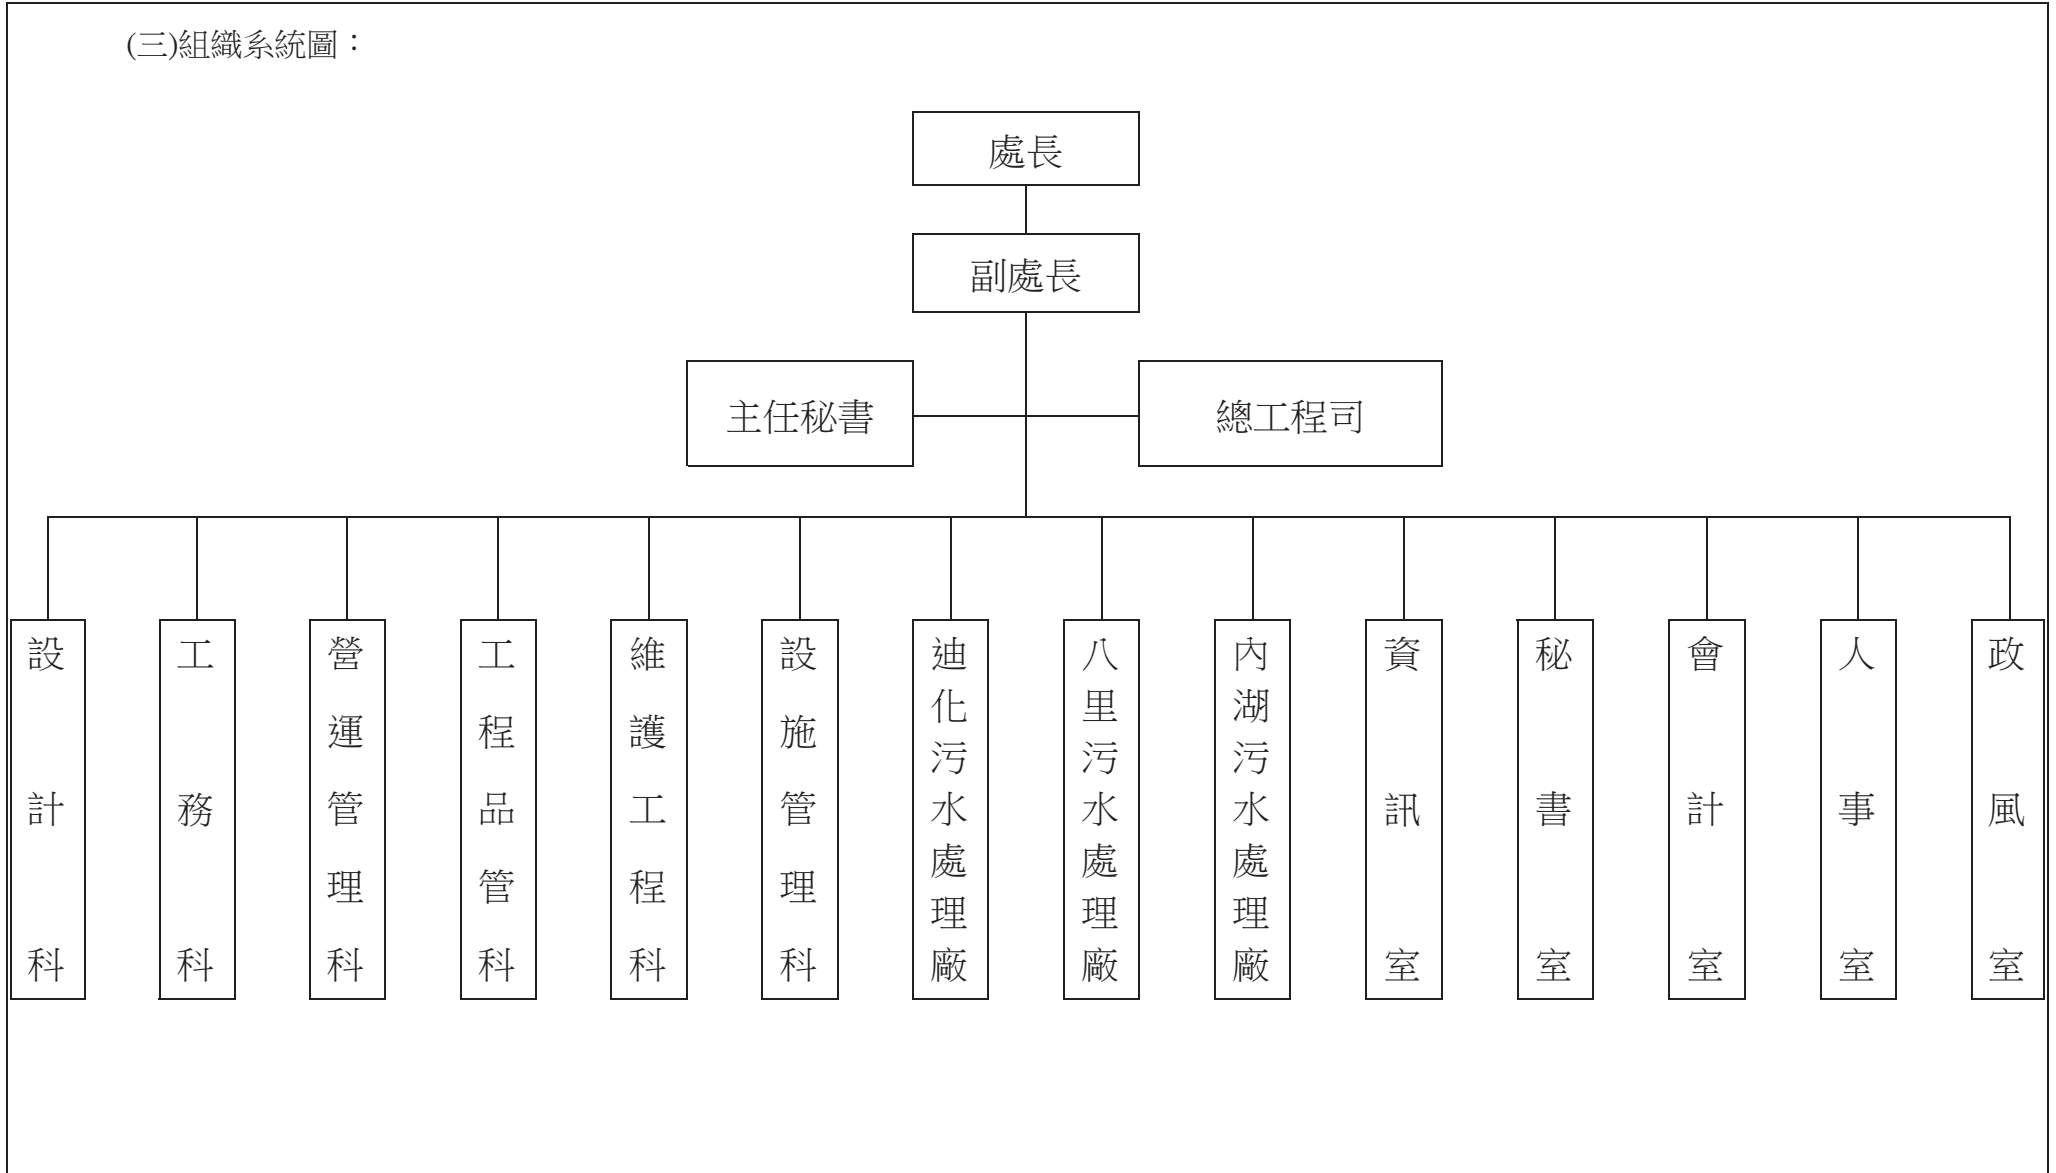 (三)組織系統圖：
處長
副處長
主任秘書
總工程司
設計科
工務科
營運管理科
工程品管科
維護工程科
設施管理科
迪化污水處理廠
八里污水處理廠
內湖污水處理廠
資訊室
秘書室
會計室
人事室
政風室